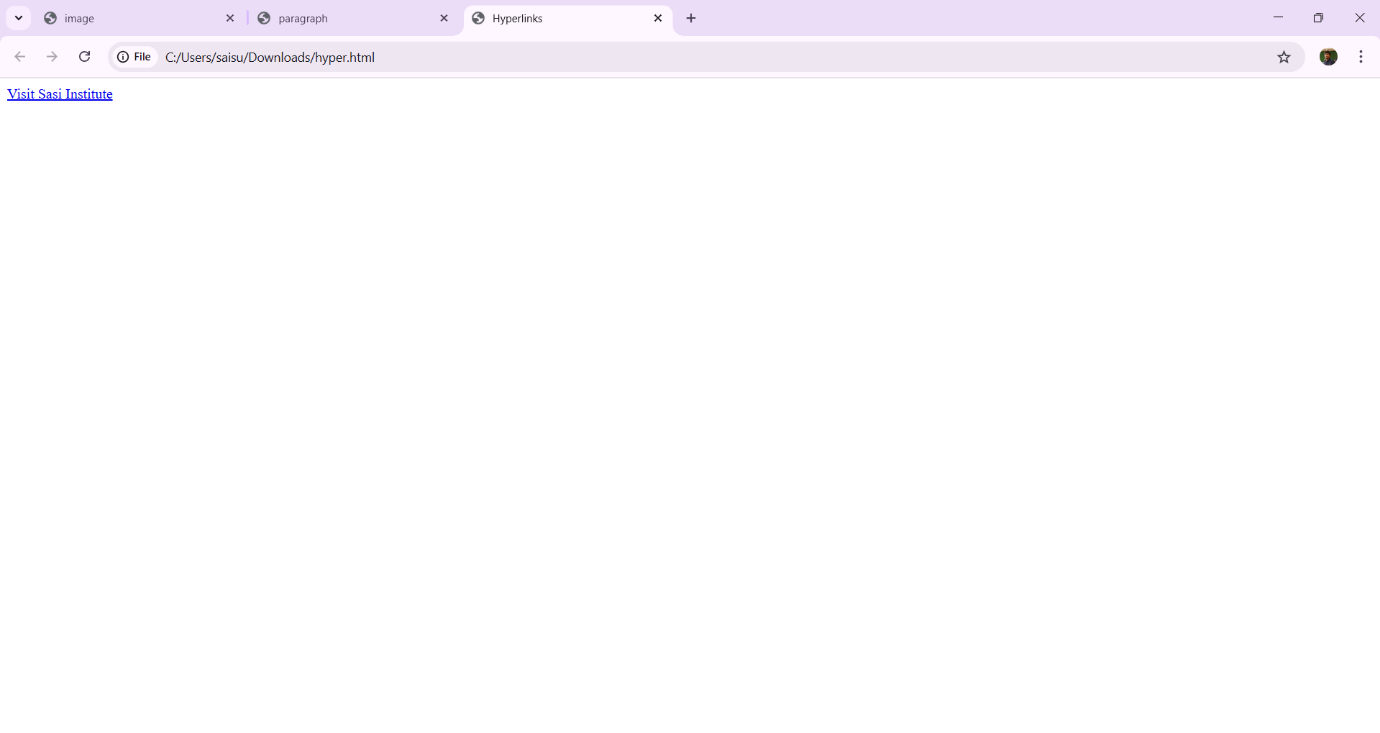 image
paragraph
Hyperlinks
File C:/Users/saisu/Downloads/hyper.html
Visit Sasi Institute